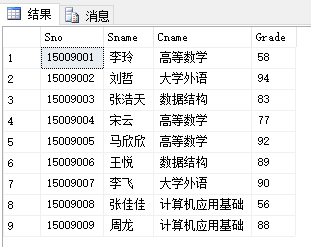 结果 消息
Sno Sname Cname Grade
1 15009001 李玲 高等数学 58
2 15009002 刘哲 大学外语 94
3 15009003 张浩天 数据结构 83
4 15009004 宋云 高等数学 77
5 15009005 马欣欣 高等数学 92
6 15009006 王悦 数据结构 89
7 15009007 李飞 大学外语 90
8 15009008 张佳佳 计算机应用基础 56
9 15009009 周龙 计算机应用基础 88